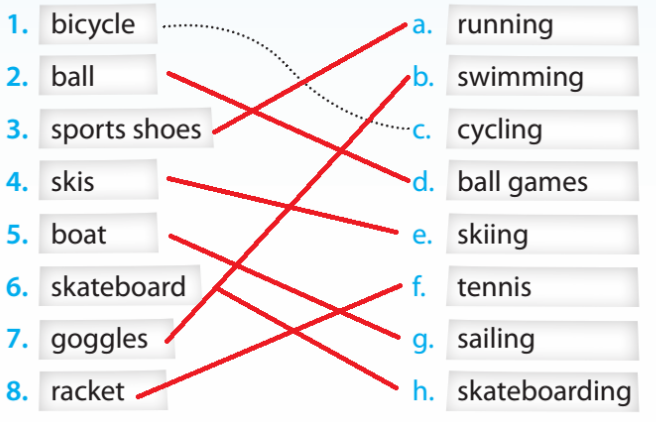 1. bicycle a. running
2. ball b. swimming
3. sports shoes c. cycling
4. skis d. ball games
5. boat e. skiing
6. skateboard f. tennis
7. goggles g. sailing
8. racket h. skateboarding